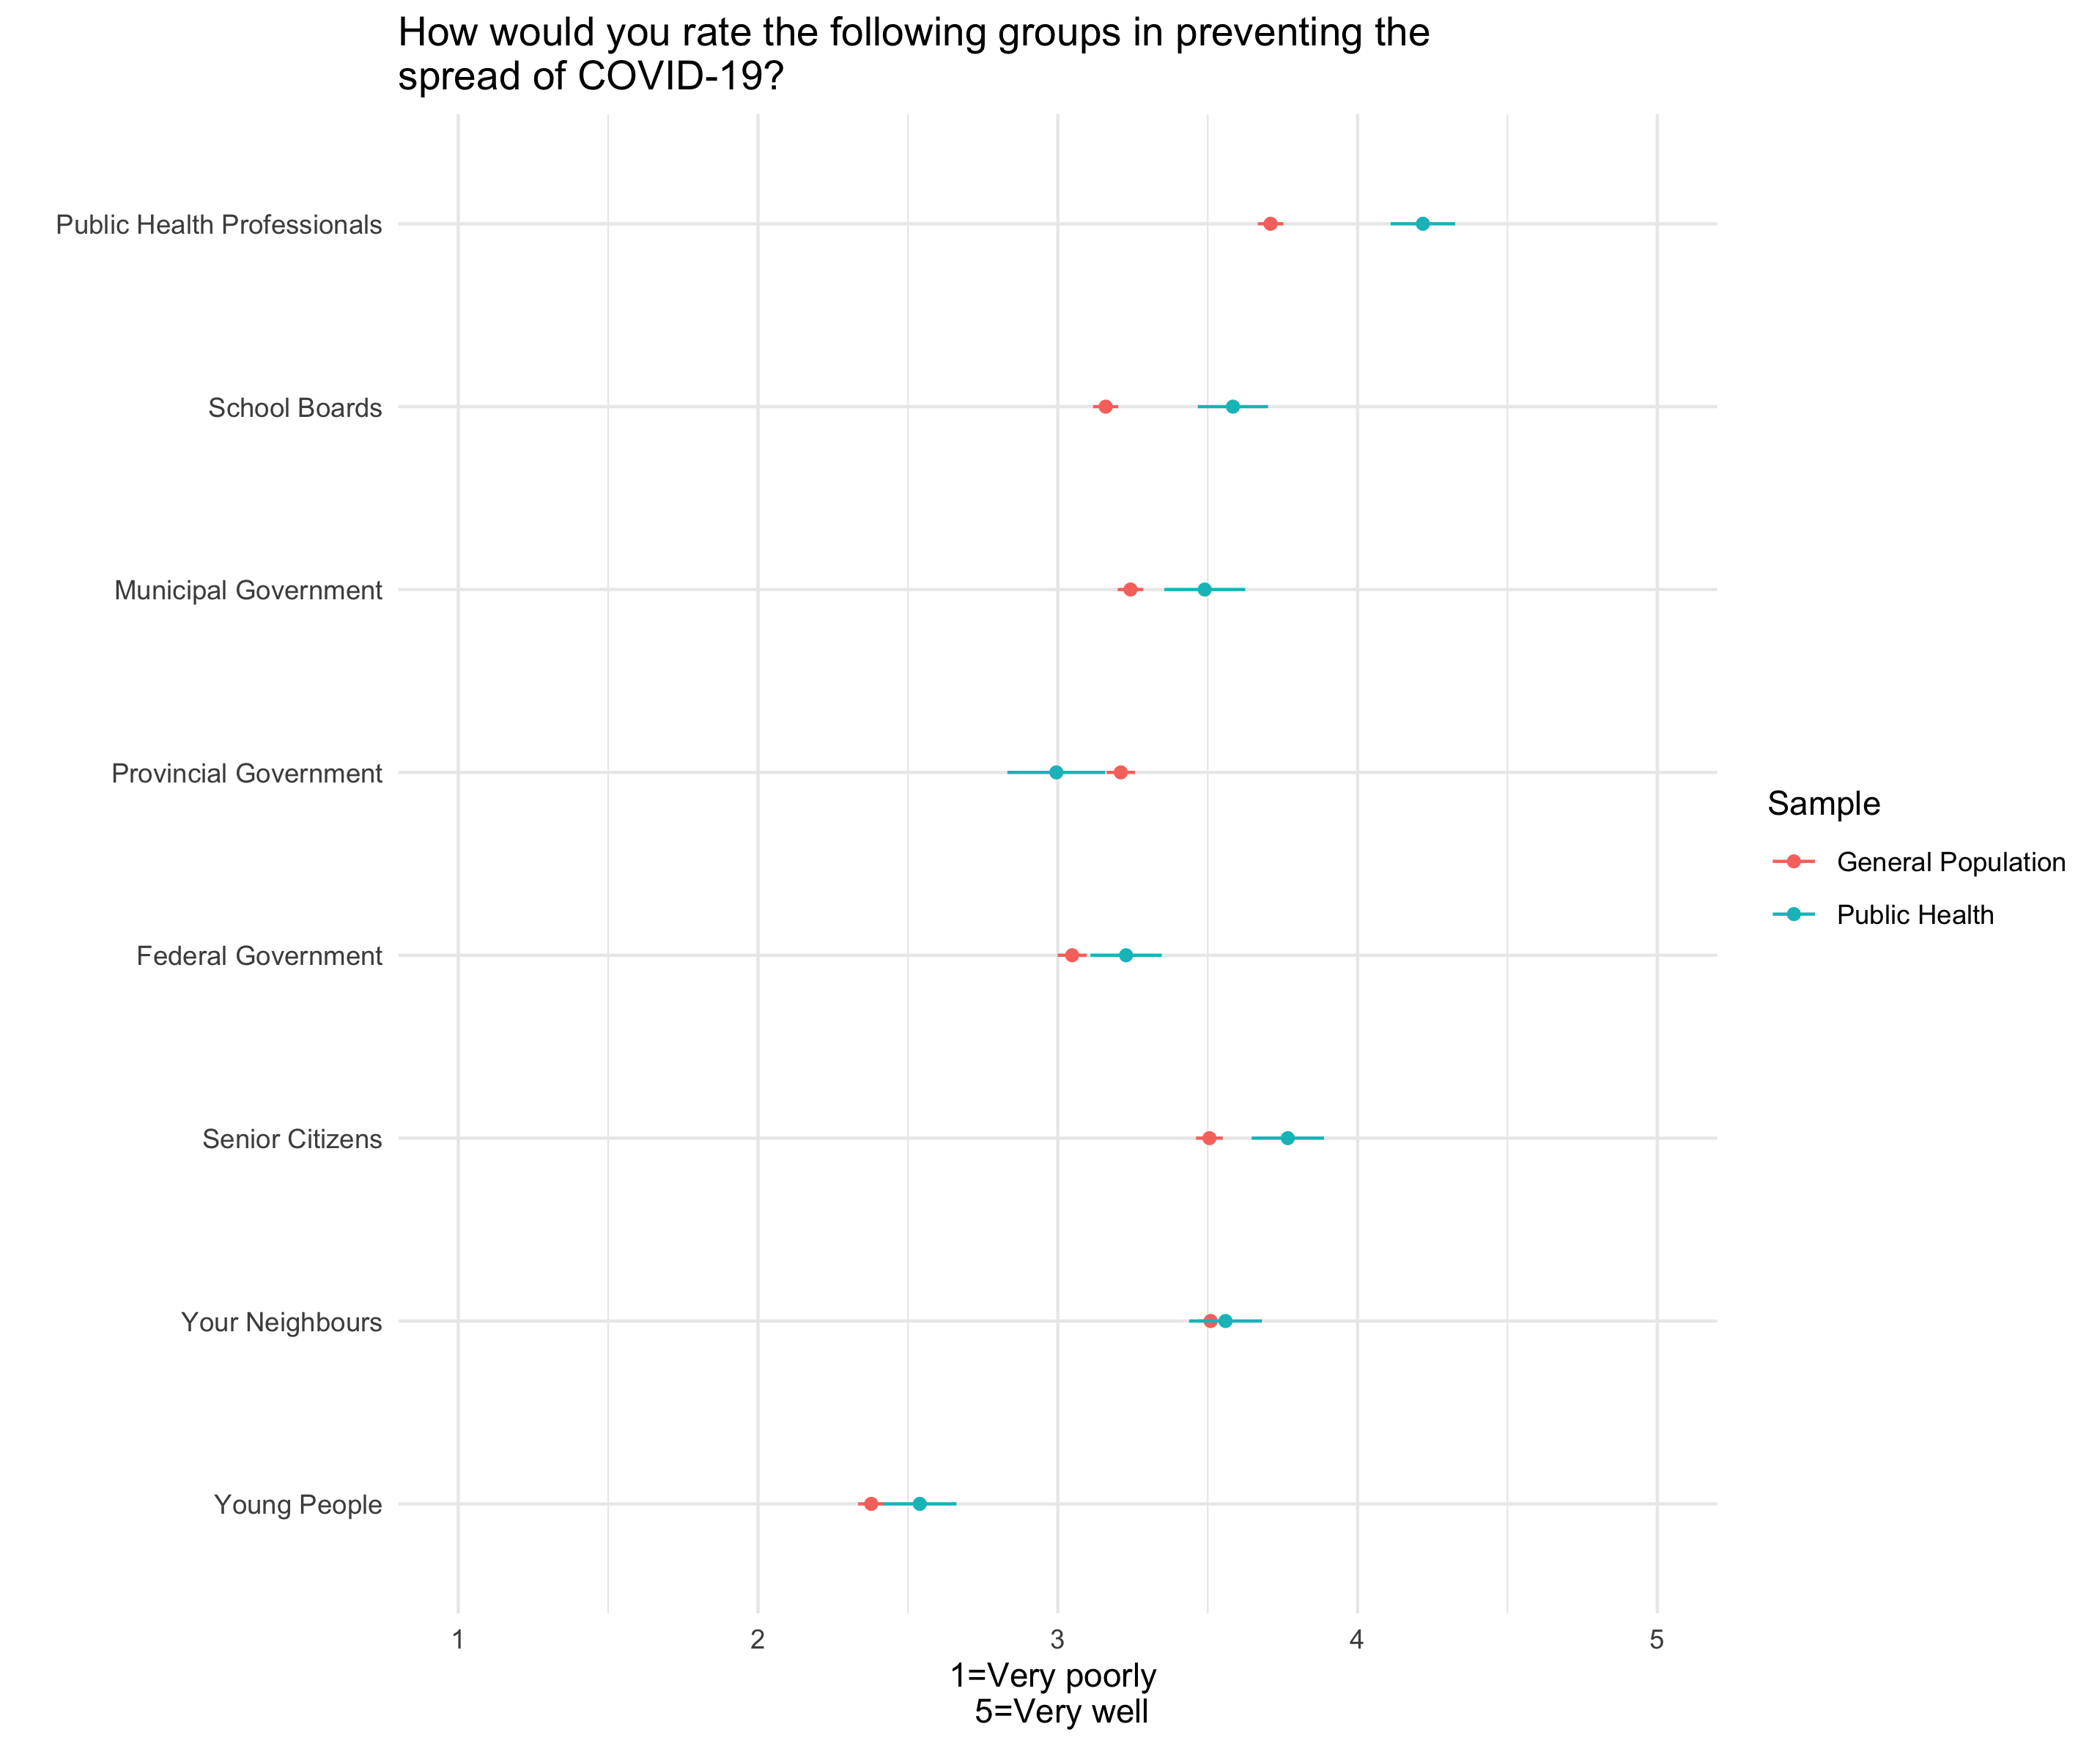 How would you rate the following groups in preventing the
spread of COVID-19?
Public Health Professionals
School Boards
Municipal Government
Provincial Government
Federal Government
Senior Citizens
Your Neighbours
Young People
1 2 3 4 5
1=Very poorly
5=Very well
Sample
General Population
Public Health